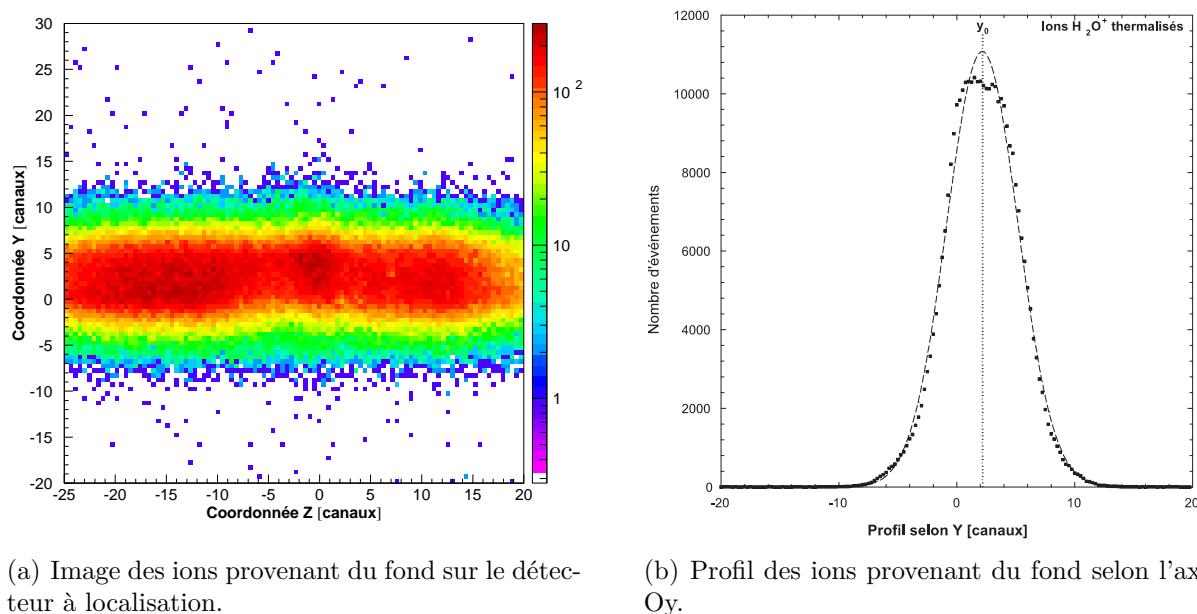 30
25
20
15
10
5
0
-5
-10
-15
-20
-25 -20 -15 -10 -5 0 5 10 15 20
Coordonnée Y [canaux]
Coordonnée Z [canaux]
10 2
10
1
12000
10000
8000
6000
4000
2000
0
-20 -10 0 10 20
Nombre d'événements
Profil selon Y [canaux]
y0
Ions H 2O+ thermalisés
(a) Image des ions provenant du fond sur le détec-
teur à localisation.
(b) Profil des ions provenant du fond selon l'ax
Oy.